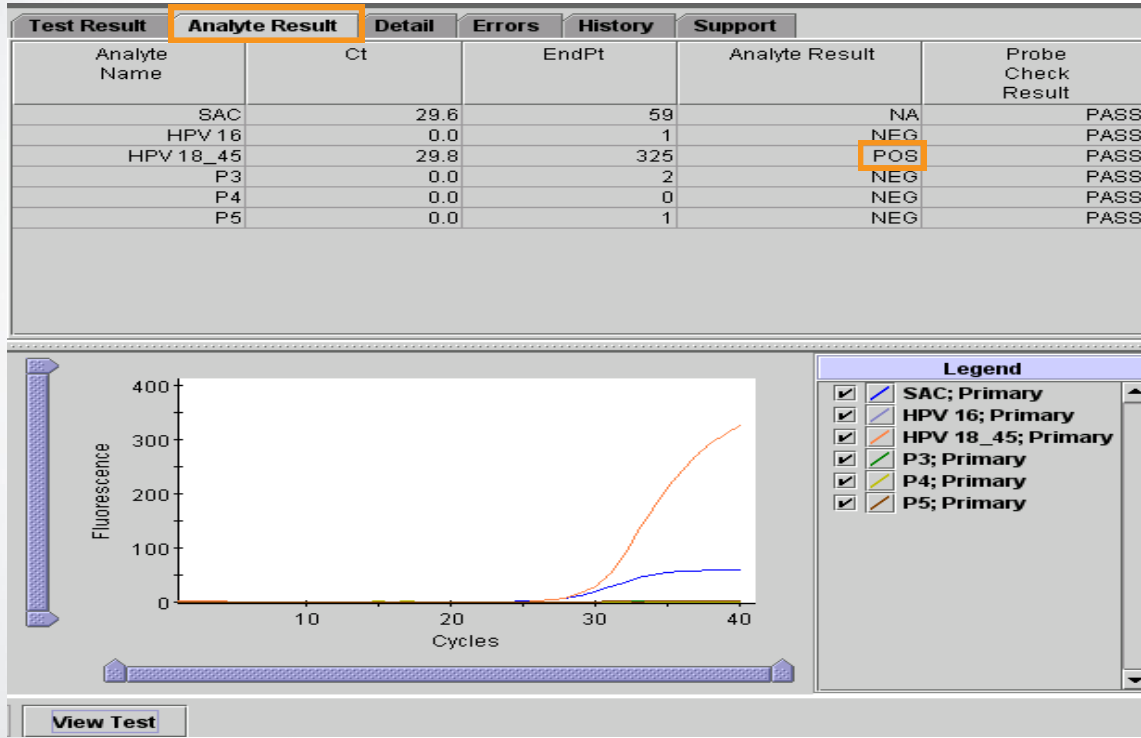 Test Result Analyte Result Detail Errors History Support
Analyte Name Ct EndPt Analyte Result Probe Check Result
SAC 29.6 59 NA PASS
HPV 16 0.0 1 NEG PASS
HPV 18_45 29.8 325 POS PASS
P3 0.0 2 NEG PASS
P4 0.0 0 NEG PASS
P5 0.0 1 NEG PASS
Legend
SAC; Primary
HPV 16; Primary
HPV 18_45; Primary
P3; Primary
P4; Primary
P5; Primary
400
300
200
100
0
Fluorescence
10 20 30 40
Cycles
View Test